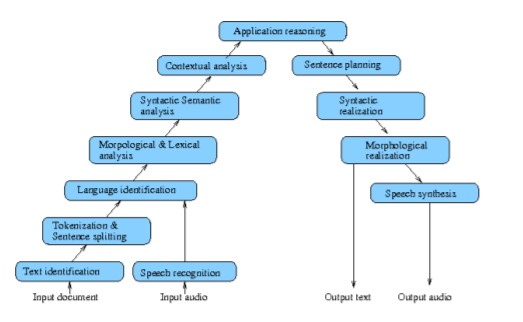 Application reasoning
Contextual analysis
Sentence planning
Syntactic Semantic
analysis
Syntactic
realization
Morpological & Lexical
analysis
Morphological
realization
Language identification
Speech synthesis
Tokenization &
Sentence splitting
Text identification
Speech recognition
Input document
Input audio
Output text
Output audio